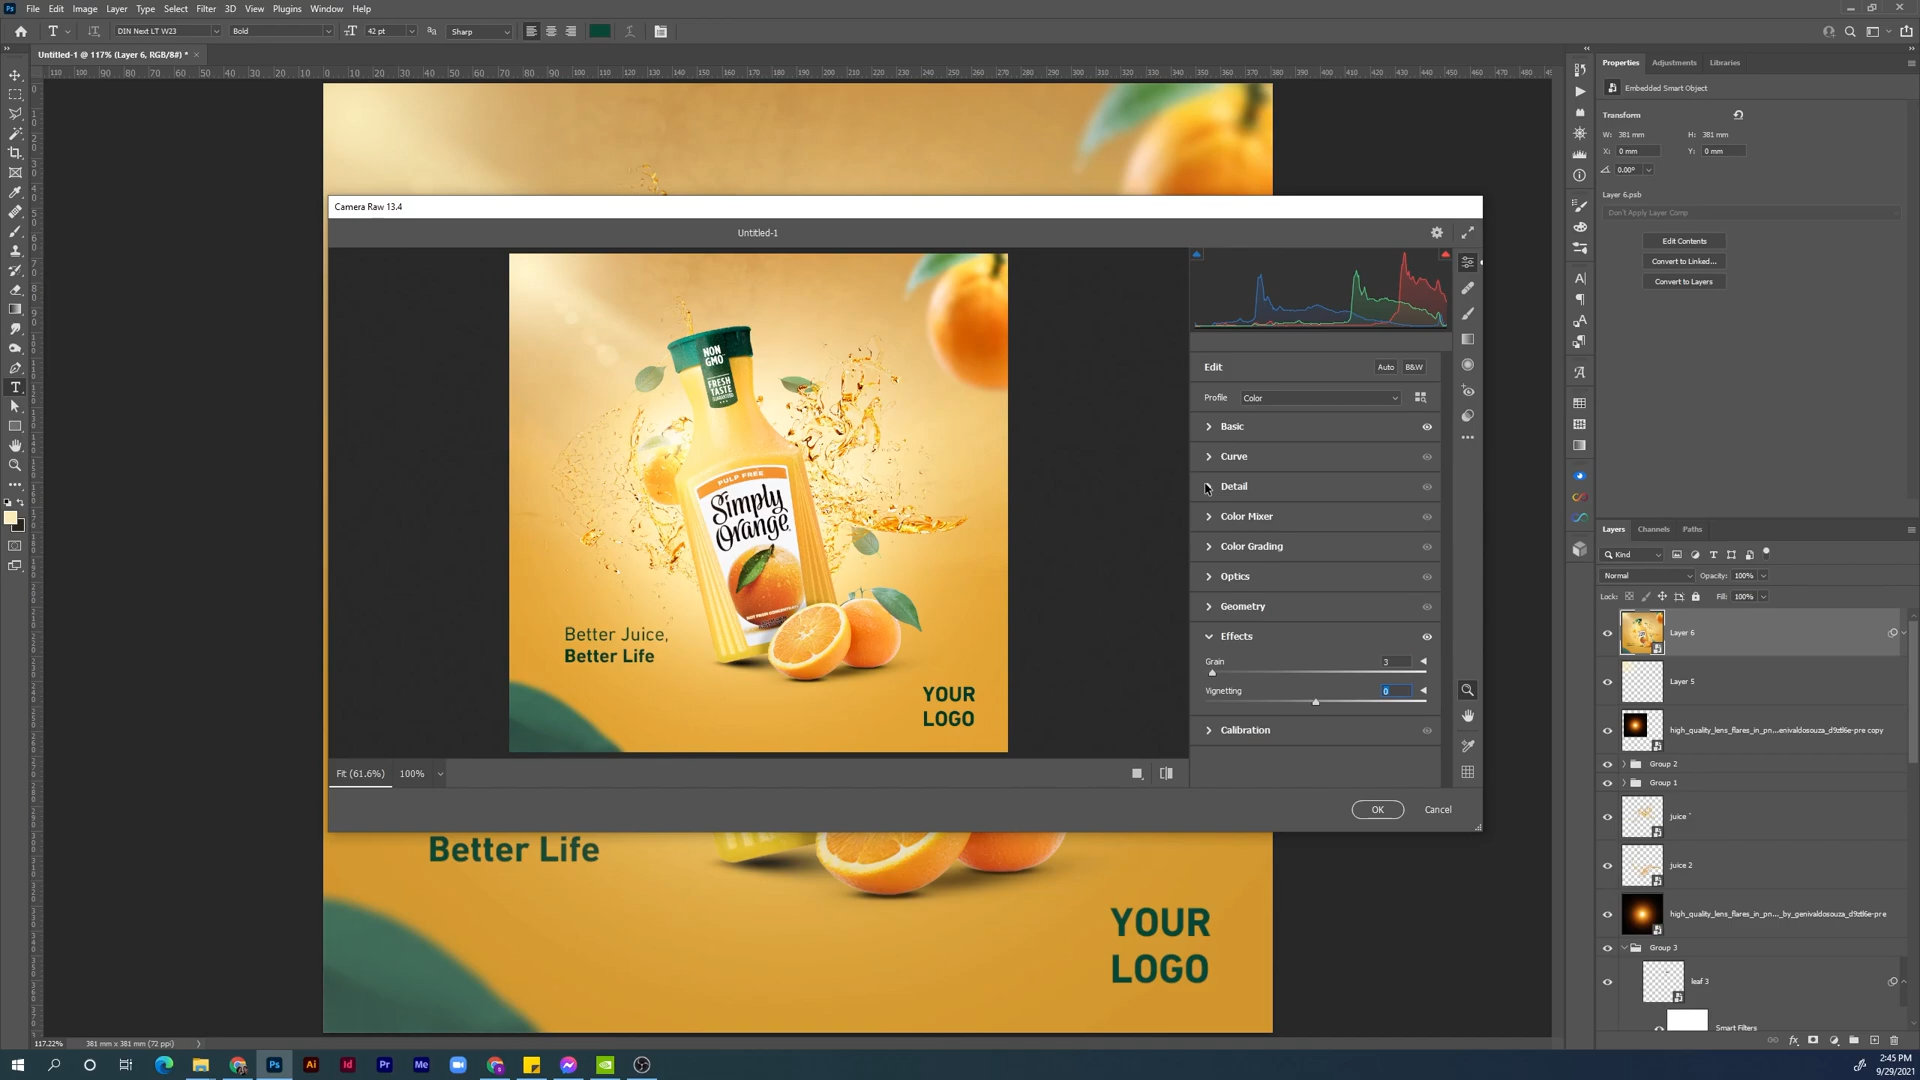 File Edit Image Layer Type Select Filter 3D View Plugins Window Help
DIN Next LT W23 Bold 42 pt Sharp
Untitled-1 @ 117% (Layer 6, RGB/8#) *
Camera Raw 13.4
Untitled-1
NON
GMO
FRESH
TASTE
PULP FREE
Simply
Orange
Better Juice,
Better Life
YOUR
LOGO
Fit (61.6%) 100%
Edit Auto B&W
Profile Color
Basic
Curve
Detail
Color Mixer
Color Grading
Optics
Geometry
Effects
Grain 3
Vignetting 0
Calibration
OK Cancel
Better Life
YOUR
LOGO
Properties Adjustments Libraries
Embedded Smart Object
Transform
W: 381 mm H: 381 mm
X: 0 mm Y: 0 mm
0.00°
Layer 6.psb
Don't Apply Layer Comp
Edit Contents
Convert to Linked...
Convert to Layers
Layers Channels Paths
Kind
Normal Opacity: 100%
Lock: Fill: 100%
Layer 6
Layer 5
high_quality_lens_flares_in_pn...enivaldosouza_d9ztl6e-pre copy
Group 2
Group 1
juice `
juice 2
high_quality_lens_flares_in_pn..._by_genivaldosouza_d9ztl6e-pre
Group 3
leaf 3
Smart Filters
117.22% 381 mm x 381 mm (72 ppi)
2:45 PM
9/29/2021